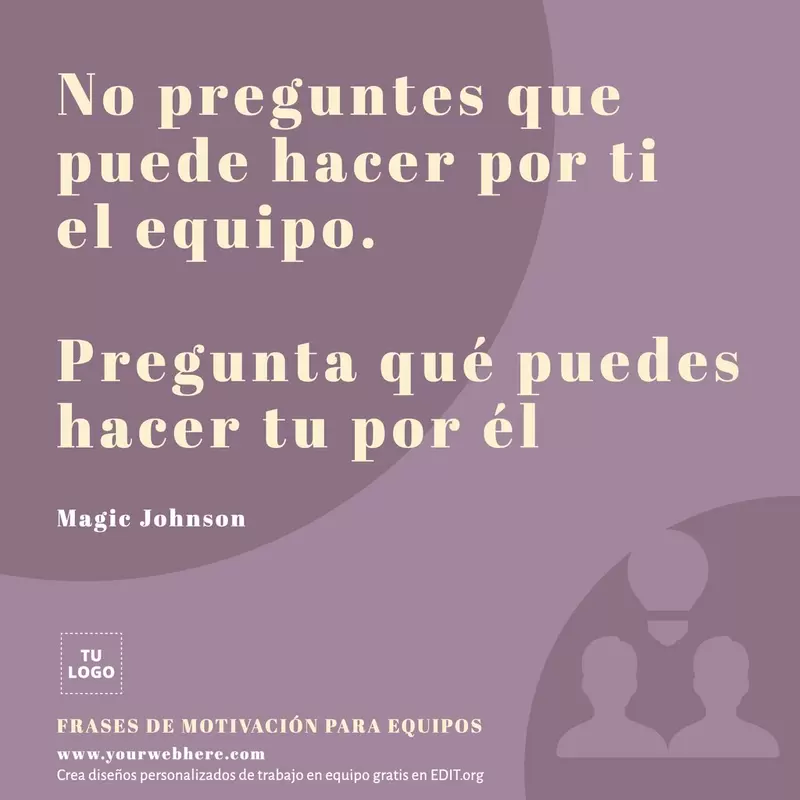 No preguntes que
puede hacer por ti
el equipo.
Pregunta qué puedes
hacer tu por él
Magic Johnson
TU
LOGO
FRASES DE MOTIVACIÓN PARA EQUIPOS
www.yourwebhere.com
Crea diseños personalizados de trabajo en equipo gratis en EDIT.org